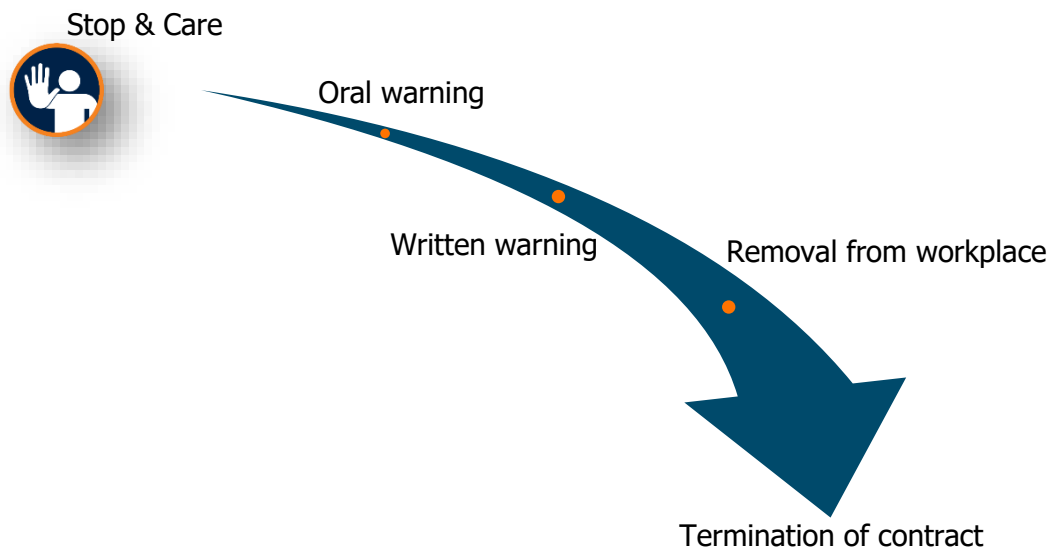 Stop & Care
Oral warning
Written warning
Removal from workplace
Termination of contract